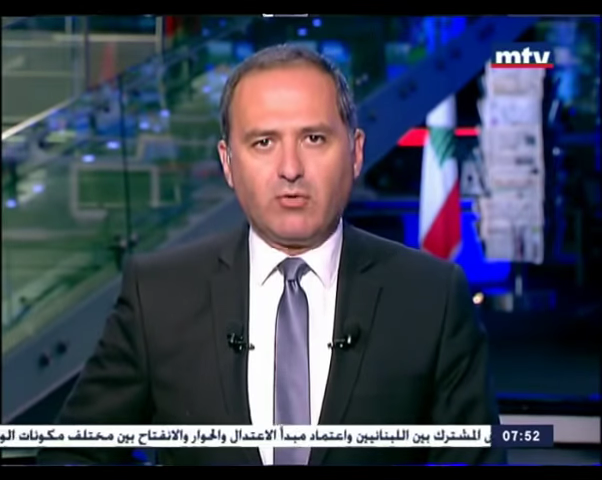 mtv
المشترك بين اللبنانيين واعتماد مبدأ الاعتدال والحوار والانفتاح بين مختلف مكونات 07:52